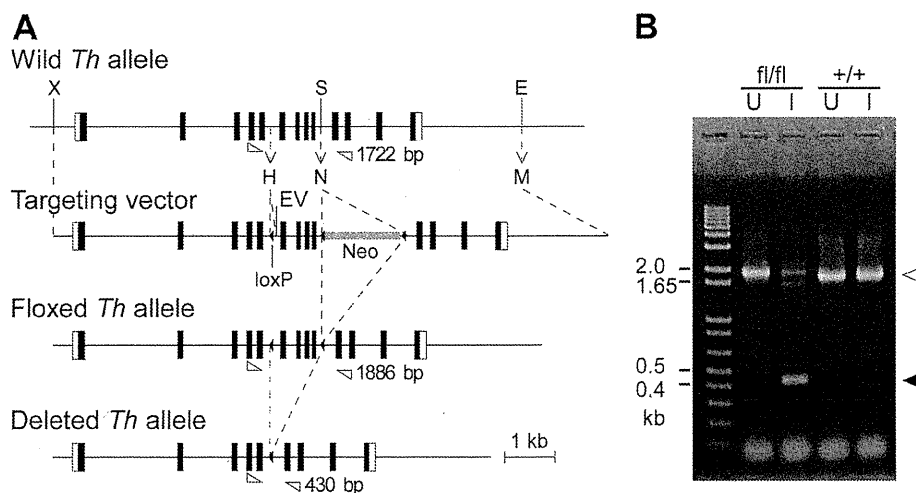 A
Wild Th allele
X S E
1722 bp
H N M
Targeting vector
EV
Neo
loxP
Floxed Th allele
1886 bp
Deleted Th allele
1 kb
430 bp
B
fl/fl +/+
U I U I
2.0
1.65
0.5
0.4
kb